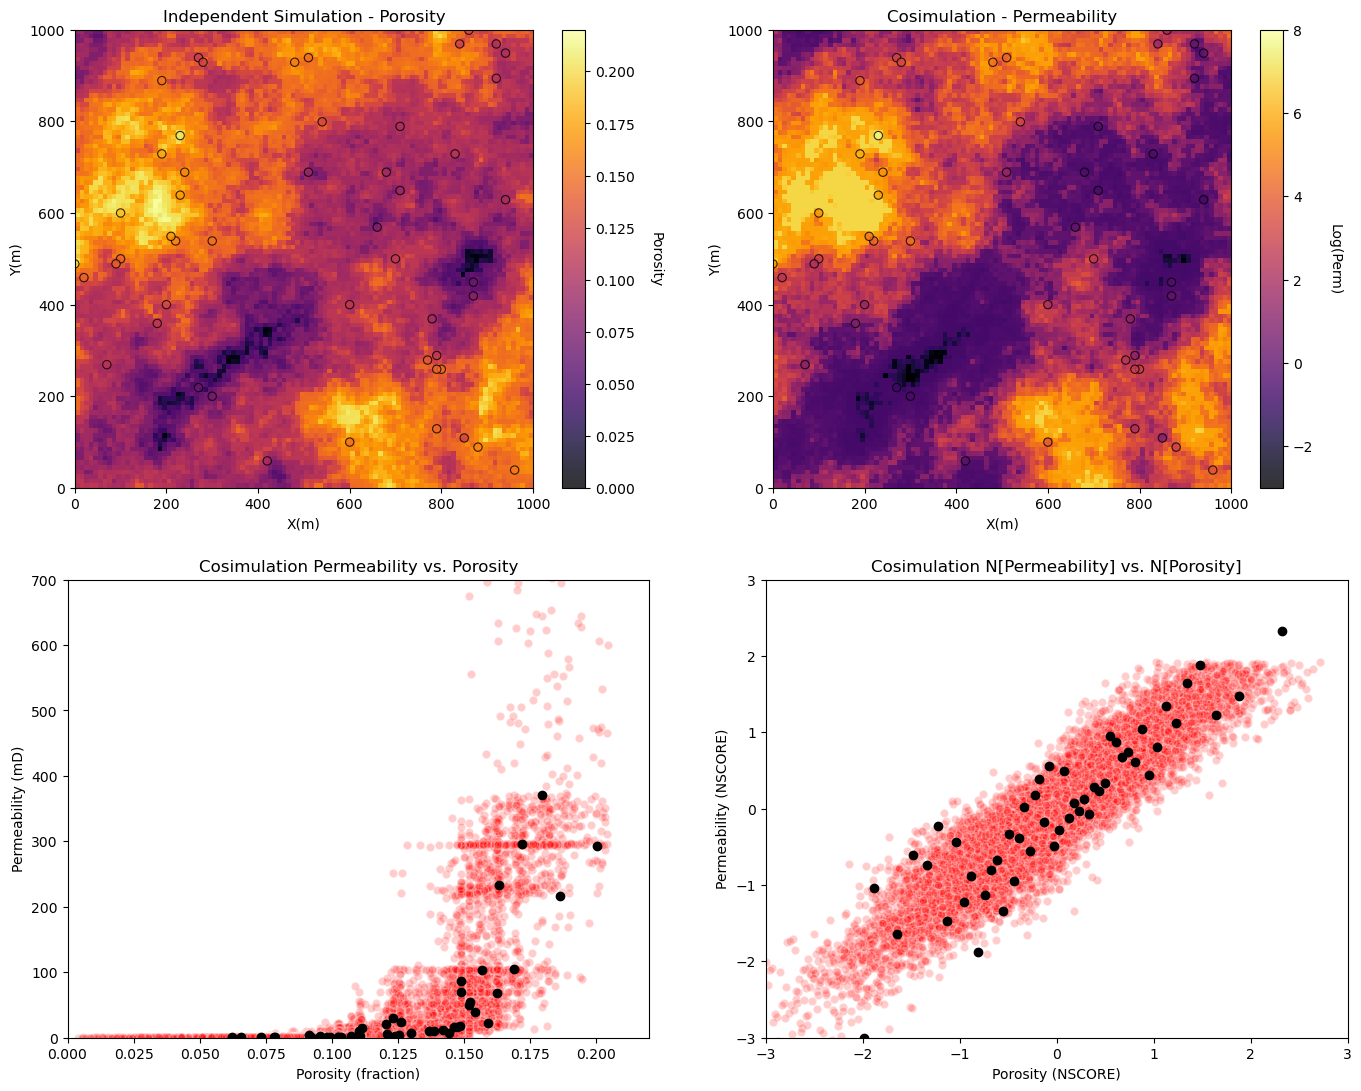 Independent Simulation - Porosity
1000
800
600
400
200
0
Y(m)
0 200 400 600 800 1000
X(m)
0.200
0.175
0.150
0.125
0.100
0.075
0.050
0.025
0.000
Porosity
Cosimulation - Permeability
1000
800
600
400
200
0
Y(m)
0 200 400 600 800 1000
X(m)
8
6
4
2
0
−2
Log(Perm)
Cosimulation Permeability vs. Porosity
700
600
500
400
300
200
100
0
Permeability (mD)
0.000 0.025 0.050 0.075 0.100 0.125 0.150 0.175 0.200
Porosity (fraction)
Cosimulation N[Permeability] vs. N[Porosity]
3
2
1
0
−1
−2
−3
Permeability (NSCORE)
−3 −2 −1 0 1 2 3
Porosity (NSCORE)